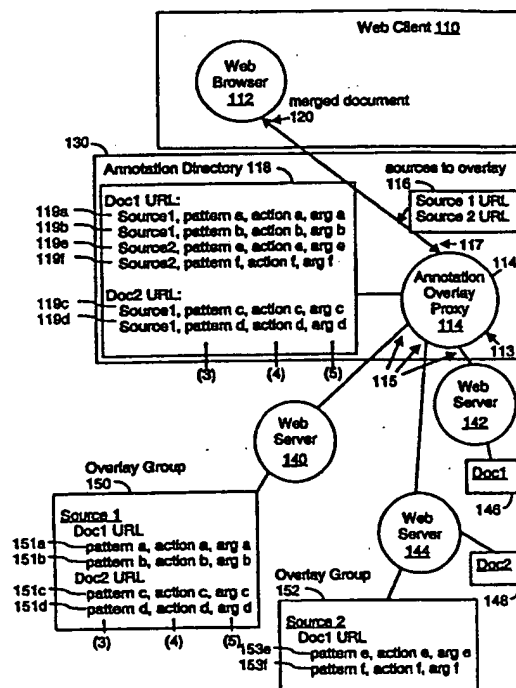 Web Client 110
Web
Browser
112
merged document
120
130
Annotation Directory 118
sources to overlay
116
Doc1 URL:
119a Source1, pattern a, action a, arg a
119b Source1, pattern b, action b, arg b
119e Source2, pattern e, action e, arg e
119f Source2, pattern f, action f, arg f
Source 1 URL
Source 2 URL
117
114
Doc2 URL:
119c Source1, pattern c, action c, arg c
119d Source1, pattern d, action d, arg d
Annotation
Overlay
Proxy
114
(3) (4) (5)
115
113
Web
Server
140
Web
Server
142
Overlay Group
150
Doc1
146
Source 1
Doc1 URL
151a pattern a, action a, arg a
151b pattern b, action b, arg b
Doc2 URL
151c pattern c, action c, arg c
151d pattern d, action d, arg d
(3) (4) (5)
Web
Server
144
Doc2
148
Overlay Group
152
Source 2
Doc1 URL
153e pattern e, action e, arg e
153f pattern f, action f, arg f